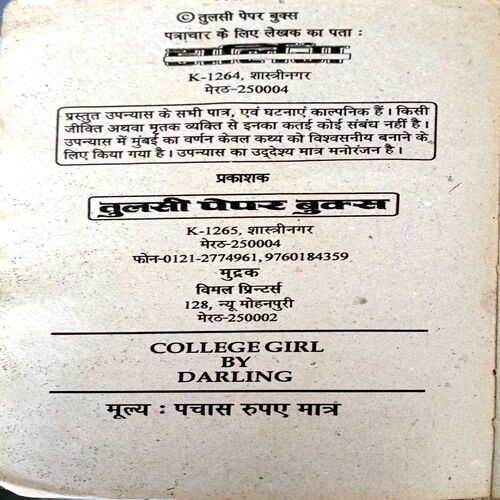 © तुलसी पेपर बुक्स
पत्राचार के लिए लेखक का पता :
K-1264, शास्त्रीनगर
मेरठ-250004
प्रस्तुत उपन्यास के सभी पात्र, एवं घटनाएं काल्पनिक हैं। किसी
जीवित अथवा मृतक व्यक्ति से इनका कतई कोई संबंध नहीं है।
उपन्यास में मुंबई का वर्णन केवल कथ्य को विश्वसनीय बनाने के
लिए किया गया है। उपन्यास का उद्देश्य मात्र मनोरंजन है।
प्रकाशक
तुलसी पेपर बुक्स
K-1265, शास्त्रीनगर
मेरठ-250004
फोन-0121-2774961, 9760184359
मुद्रक
विमल प्रिन्टर्स
128, न्यू मोहनपुरी
मेरठ-250002
COLLEGE GIRL
BY
DARLING
मूल्य : पचास रुपए मात्र